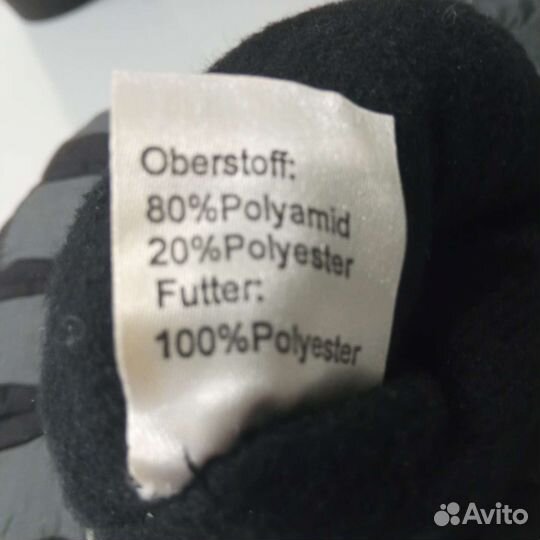 Oberstoff:
80%Polyamid
20%Polyester
Futter:
100%Polyester
Avito